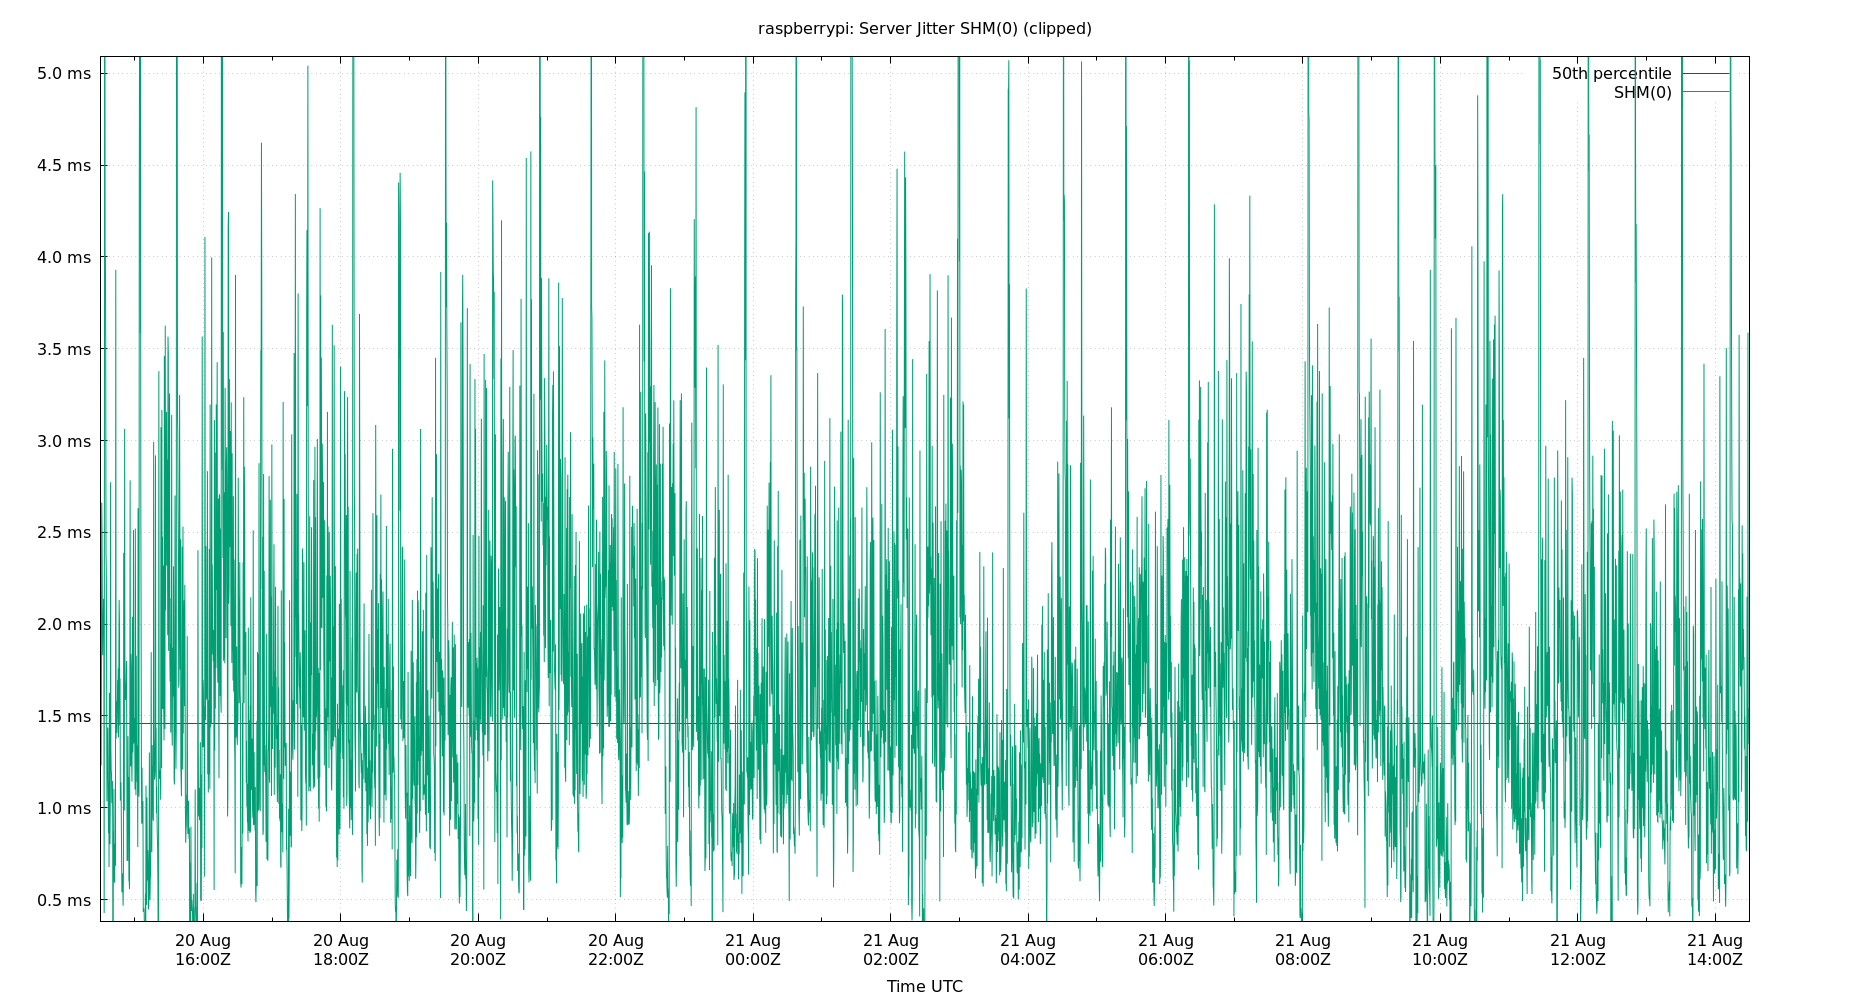 raspberrypi: Server Jitter SHM(0) (clipped)
50th percentile
SHM(0)
5.0 ms
4.5 ms
4.0 ms
3.5 ms
3.0 ms
2.5 ms
2.0 ms
1.5 ms
1.0 ms
0.5 ms
20 Aug 20 Aug 20 Aug 20 Aug 21 Aug 21 Aug 21 Aug 21 Aug 21 Aug 21 Aug 21 Aug 21 Aug
16:00Z 18:00Z 20:00Z 22:00Z 00:00Z 02:00Z 04:00Z 06:00Z 08:00Z 10:00Z 12:00Z 14:00Z
Time UTC